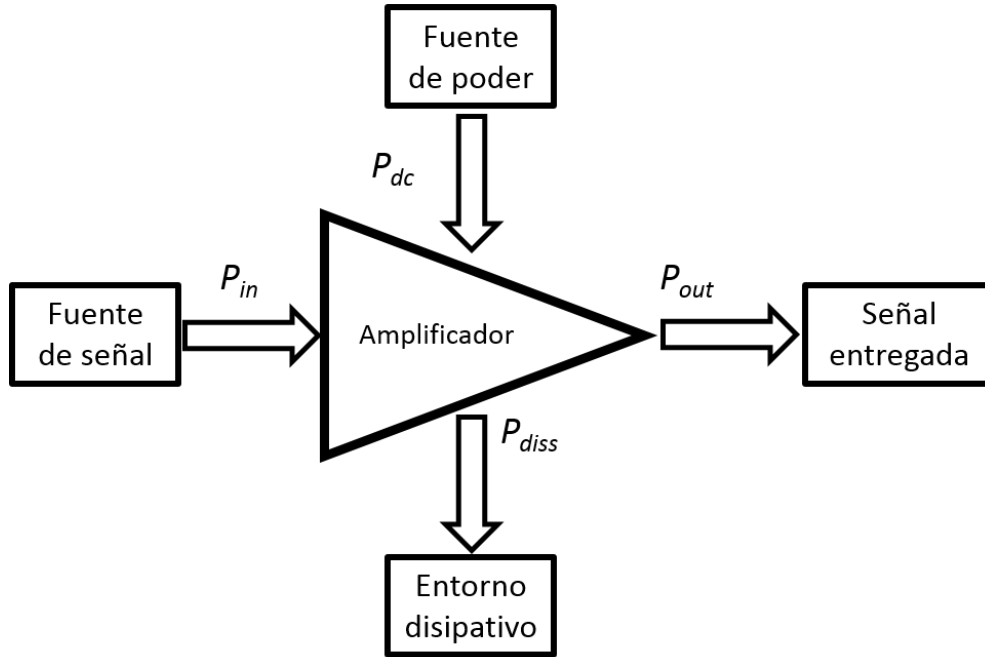 Fuente
de poder
P_dc
P_in
P_out
Fuente
de señal
Amplificador
Señal
entregada
P_diss
Entorno
disipativo